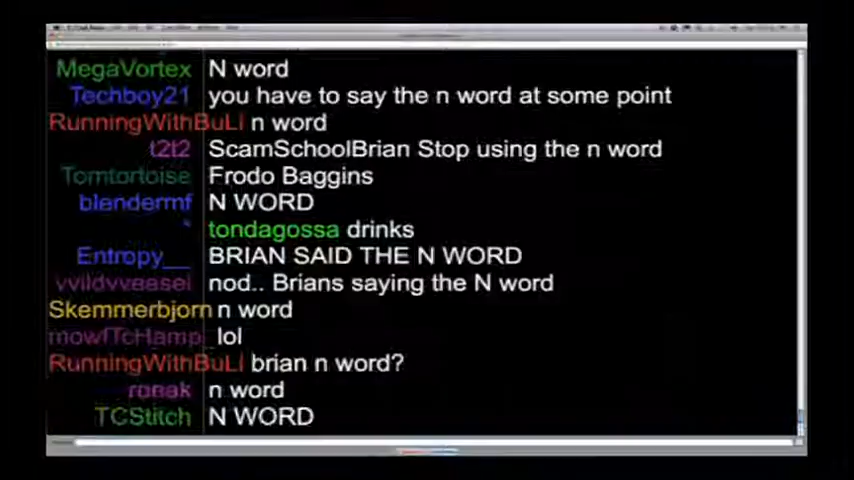 MegaVortex N word
Techboy21 you have to say the n word at some point
RunningWithBuLl n word
t2t2 ScamSchoolBrian Stop using the n word
Tomtortoise Frodo Baggins
blendermf N WORD
* tondagossa drinks
Entropy__ BRIAN SAID THE N WORD
vvildvveasel nod.. Brians saying the N word
Skemmerbjorn n word
lol
RunningWithBuLl brian n word?
ronak n word
TCStitch N WORD